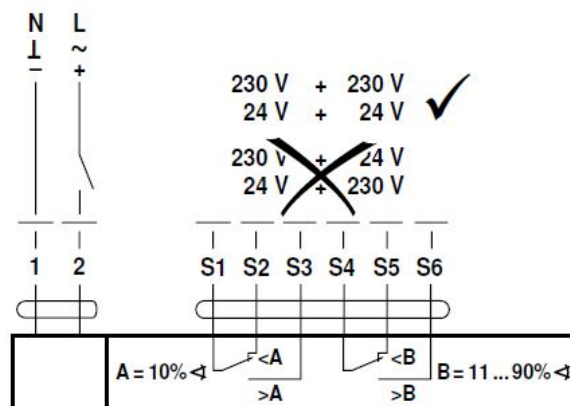 N L
⊥ ~
– +
230 V + 230 V
24 V + 24 V
230 V + 24 V
24 V + 230 V
1 2 S1 S2 S3 S4 S5 S6
A = 10% <A >A
<B >B B = 11 ... 90%